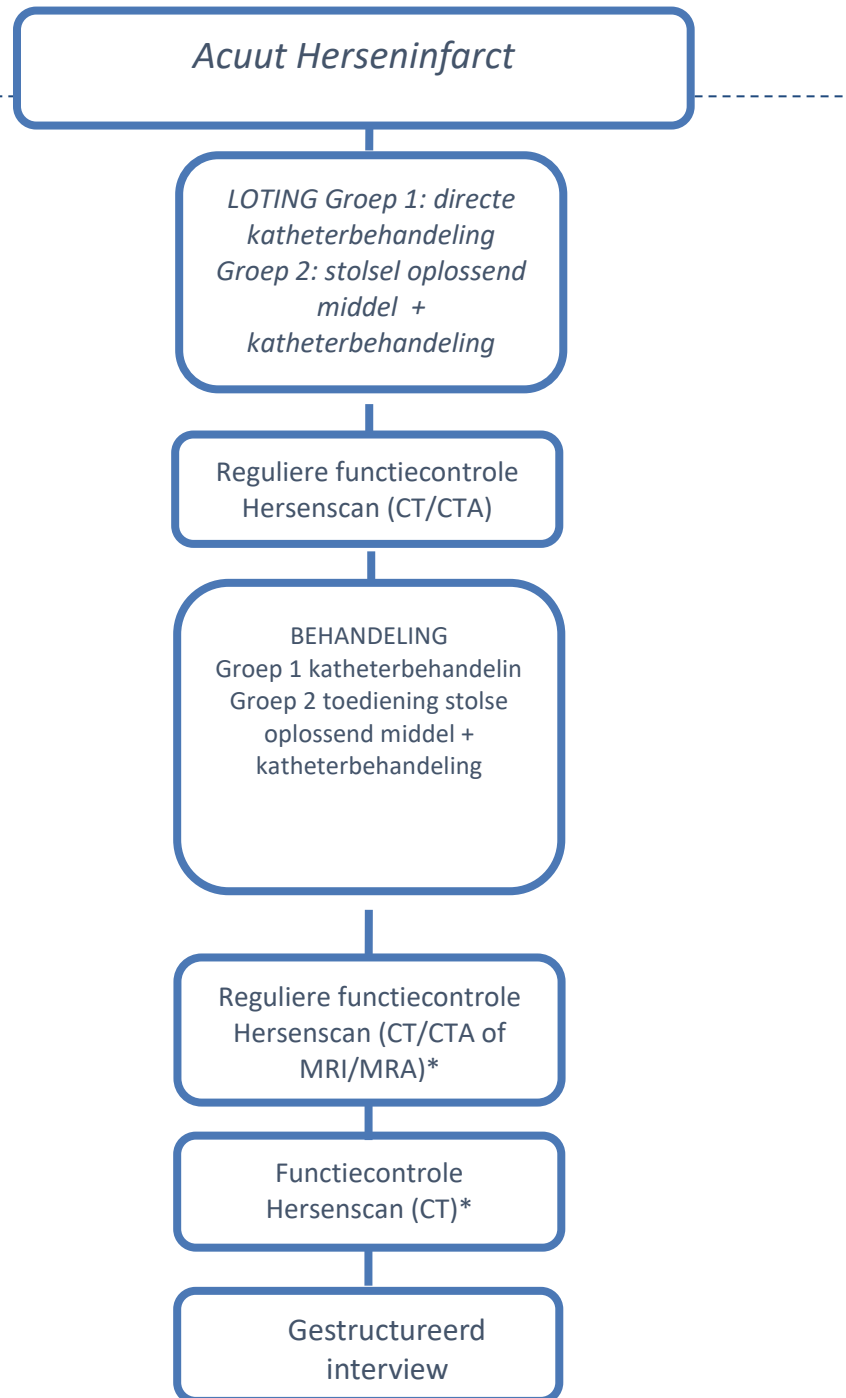 Acuut Herseninfarct
LOTING Groep 1: directe
katheterbehandeling
Groep 2: stolsel oplossend
middel +
katheterbehandeling
Reguliere functiecontrole
Hersenscan (CT/CTA)
BEHANDELING
Groep 1 katheterbehandelin
Groep 2 toediening stolse
oplossend middel +
katheterbehandeling
Reguliere functiecontrole
Hersenscan (CT/CTA of
MRI/MRA)*
Functiecontrole
Hersenscan (CT)*
Gestructureerd
interview